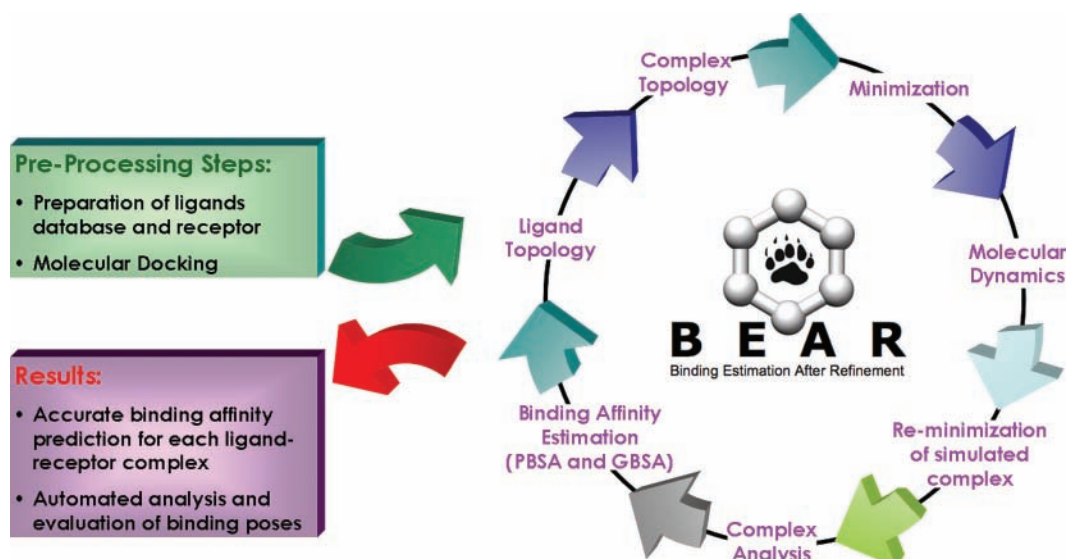 Pre-Processing Steps:
• Preparation of ligands
database and receptor
• Molecular Docking
Results:
• Accurate binding affinity
prediction for each ligand-
receptor complex
• Automated analysis and
evaluation of binding poses
Ligand
Topology
Complex
Topology
Minimization
Molecular
Dynamics
Re-minimization
of simulated
complex
Complex
Analysis
Binding Affinity
Estimation
(PBSA and GBSA)
BEAR
Binding Estimation After Refinement